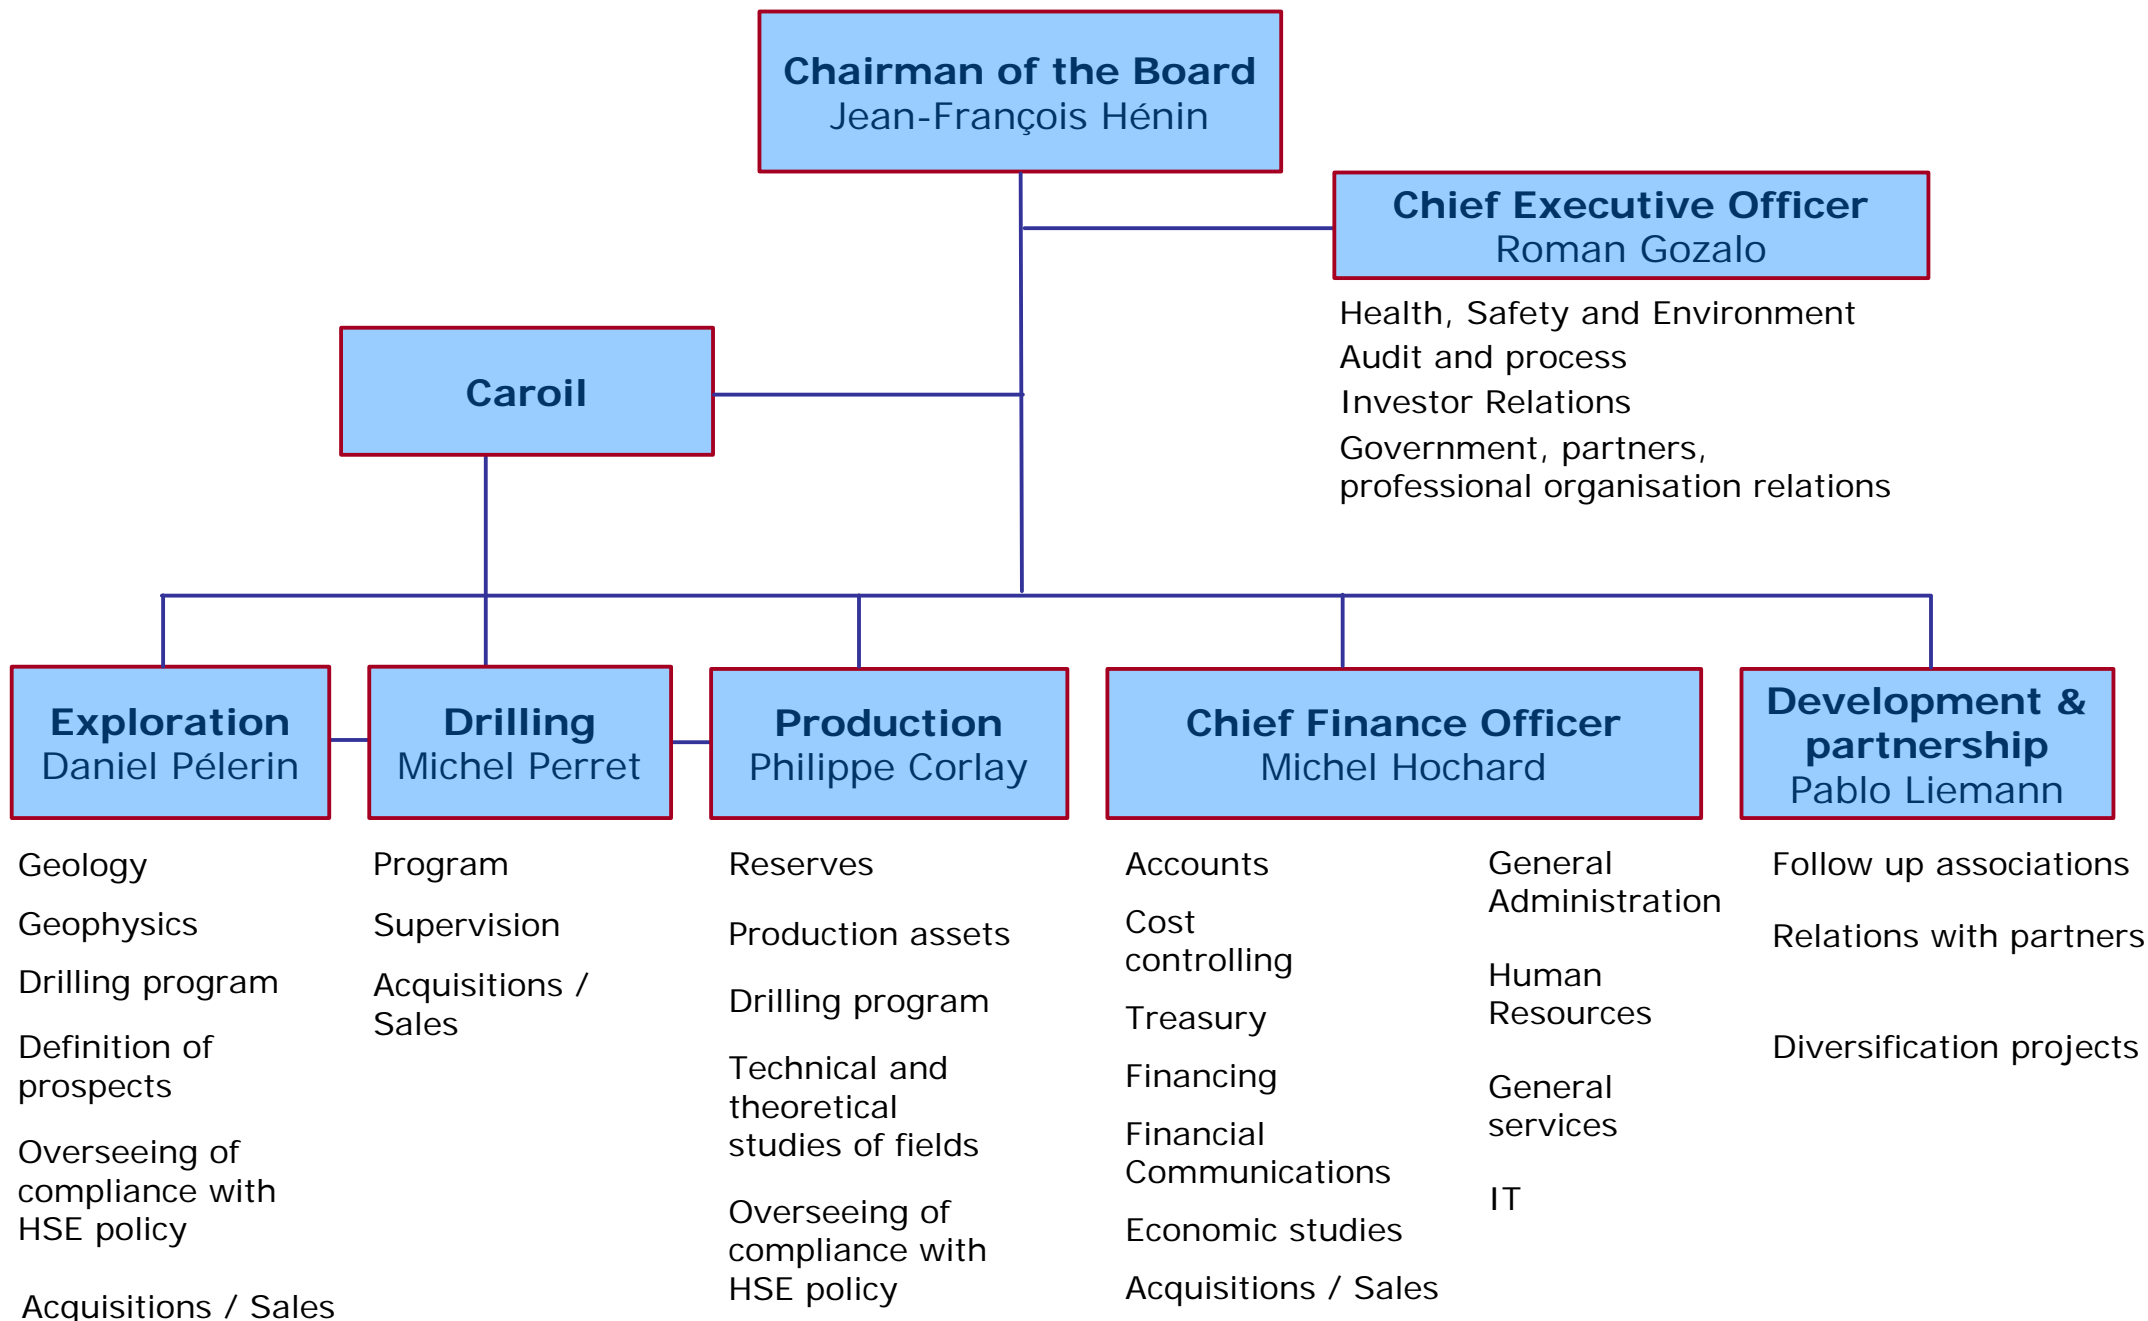 Chairman of the Board
Jean-François Hénin
Chief Executive Officer
Roman Gozalo
Health, Safety and Environment
Audit and process
Investor Relations
Government, partners,
professional organisation relations
Caroil
Exploration
Daniel Pélerin
Drilling
Michel Perret
Production
Philippe Corlay
Chief Finance Officer
Michel Hochard
Development &
partnership
Pablo Liemann
Geology
Geophysics
Drilling program
Definition of
prospects
Overseeing of
compliance with
HSE policy
Acquisitions / Sales
Program
Supervision
Acquisitions /
Sales
Reserves
Production assets
Drilling program
Technical and
theoretical
studies of fields
Overseeing of
compliance with
HSE policy
Accounts
Cost
controlling
Treasury
Financing
Financial
Communications
Economic studies
Acquisitions / Sales
General
Administration
Human
Resources
General
services
IT
Follow up associations
Relations with partners
Diversification projects